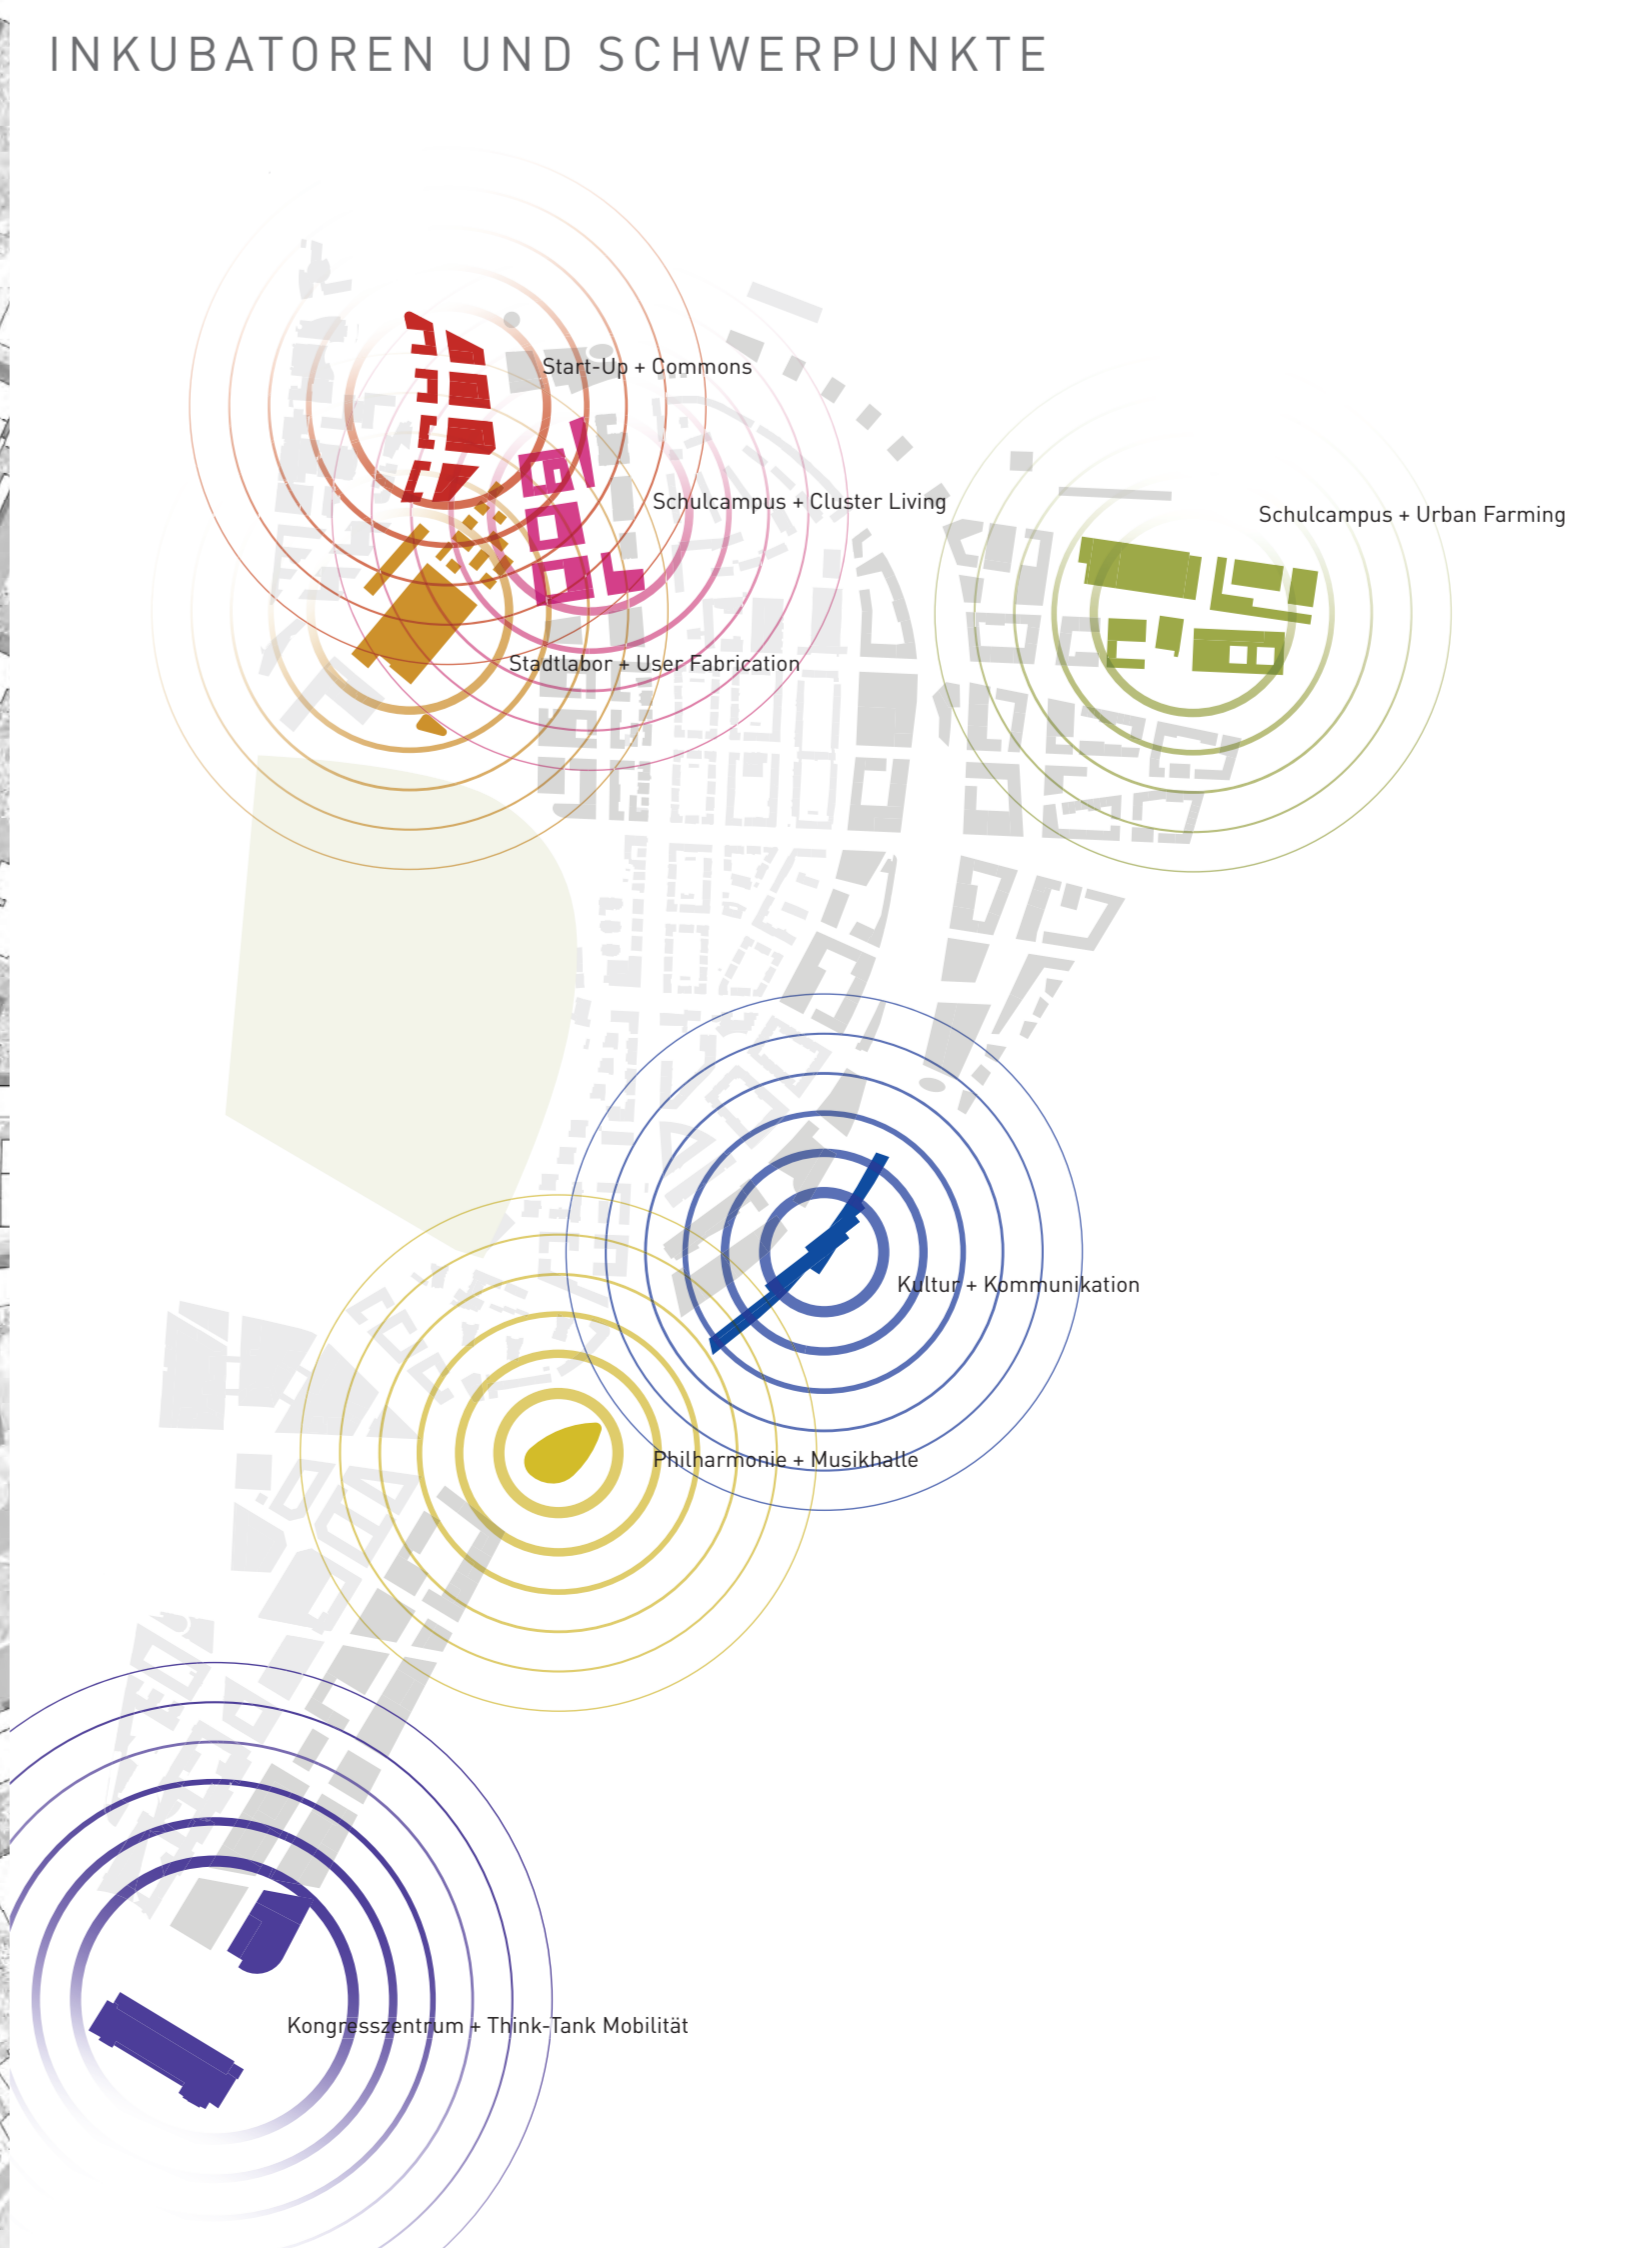 INKUBATOREN UND SCHWERPUNKTE
Start-Up + Commons
Schulcampus + Cluster Living
Schulcampus + Urban Farming
Stadtlabor + User Fabrication
Kultur + Kommunikation
Philharmonie + Musikhalle
Kongresszentrum + Think-Tank Mobilität